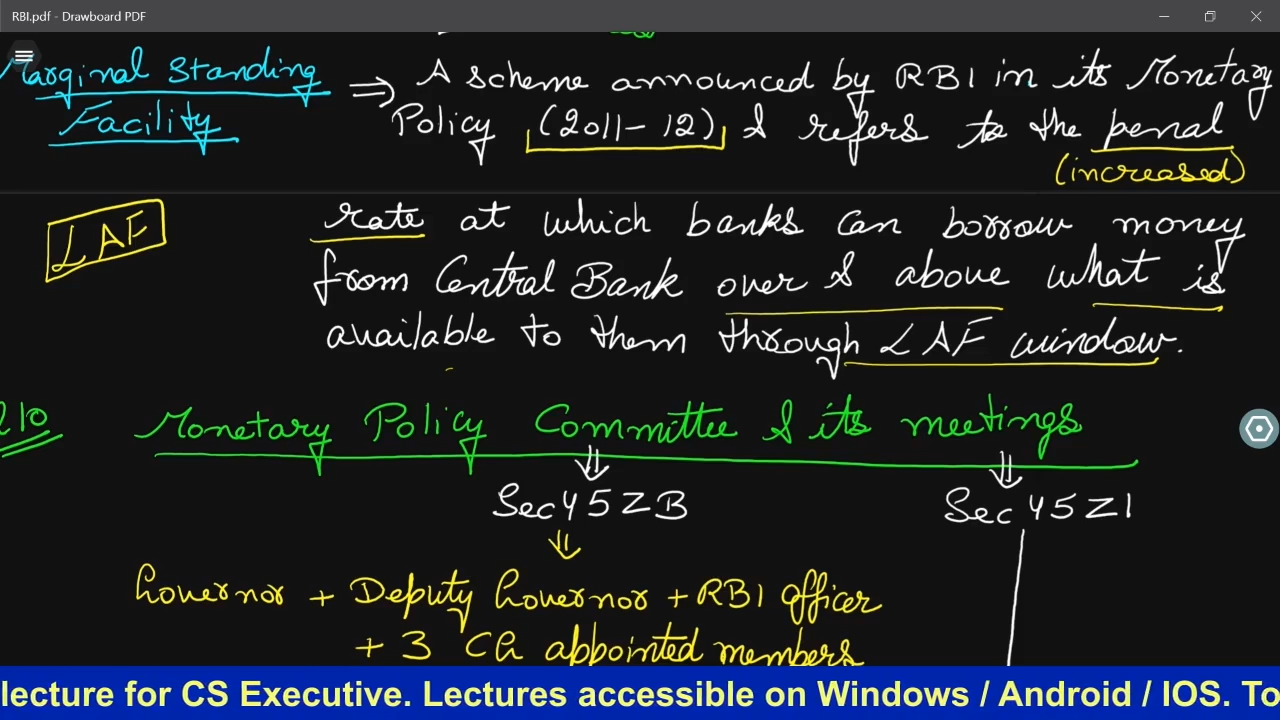 RBI.pdf - Drawboard PDF
Marginal Standing Facility ⇒ A scheme announced by RBI in its Monetary
Policy (2011-12) & refers to the penal
(increased)
LAF
rate at which banks can borrow money
from Central Bank over & above what is
available to them through LAF window.
Monetary Policy Committee & its meetings
Sec 45ZB
Sec 45ZI
Governor + Deputy Governor + RBI officer
+ 3 CG appointed members
lecture for CS Executive. Lectures accessible on Windows / Android / IOS. To